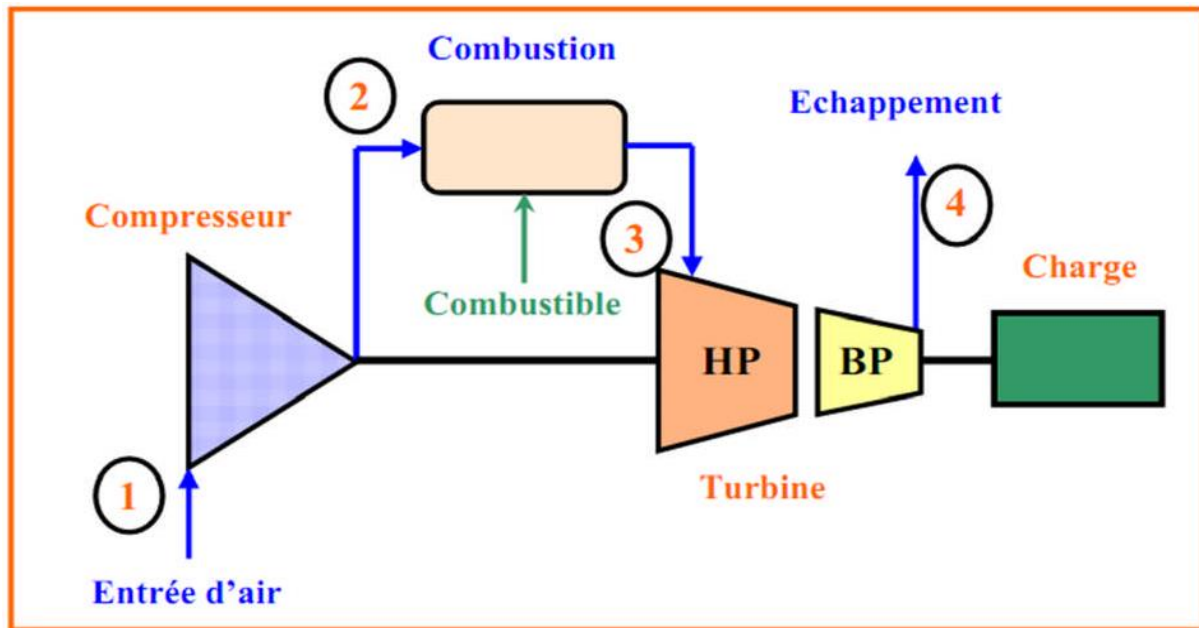 Combustion
2
Echappement
Compresseur
3
4
Charge
Combustible
HP
BP
1
Turbine
Entrée d'air